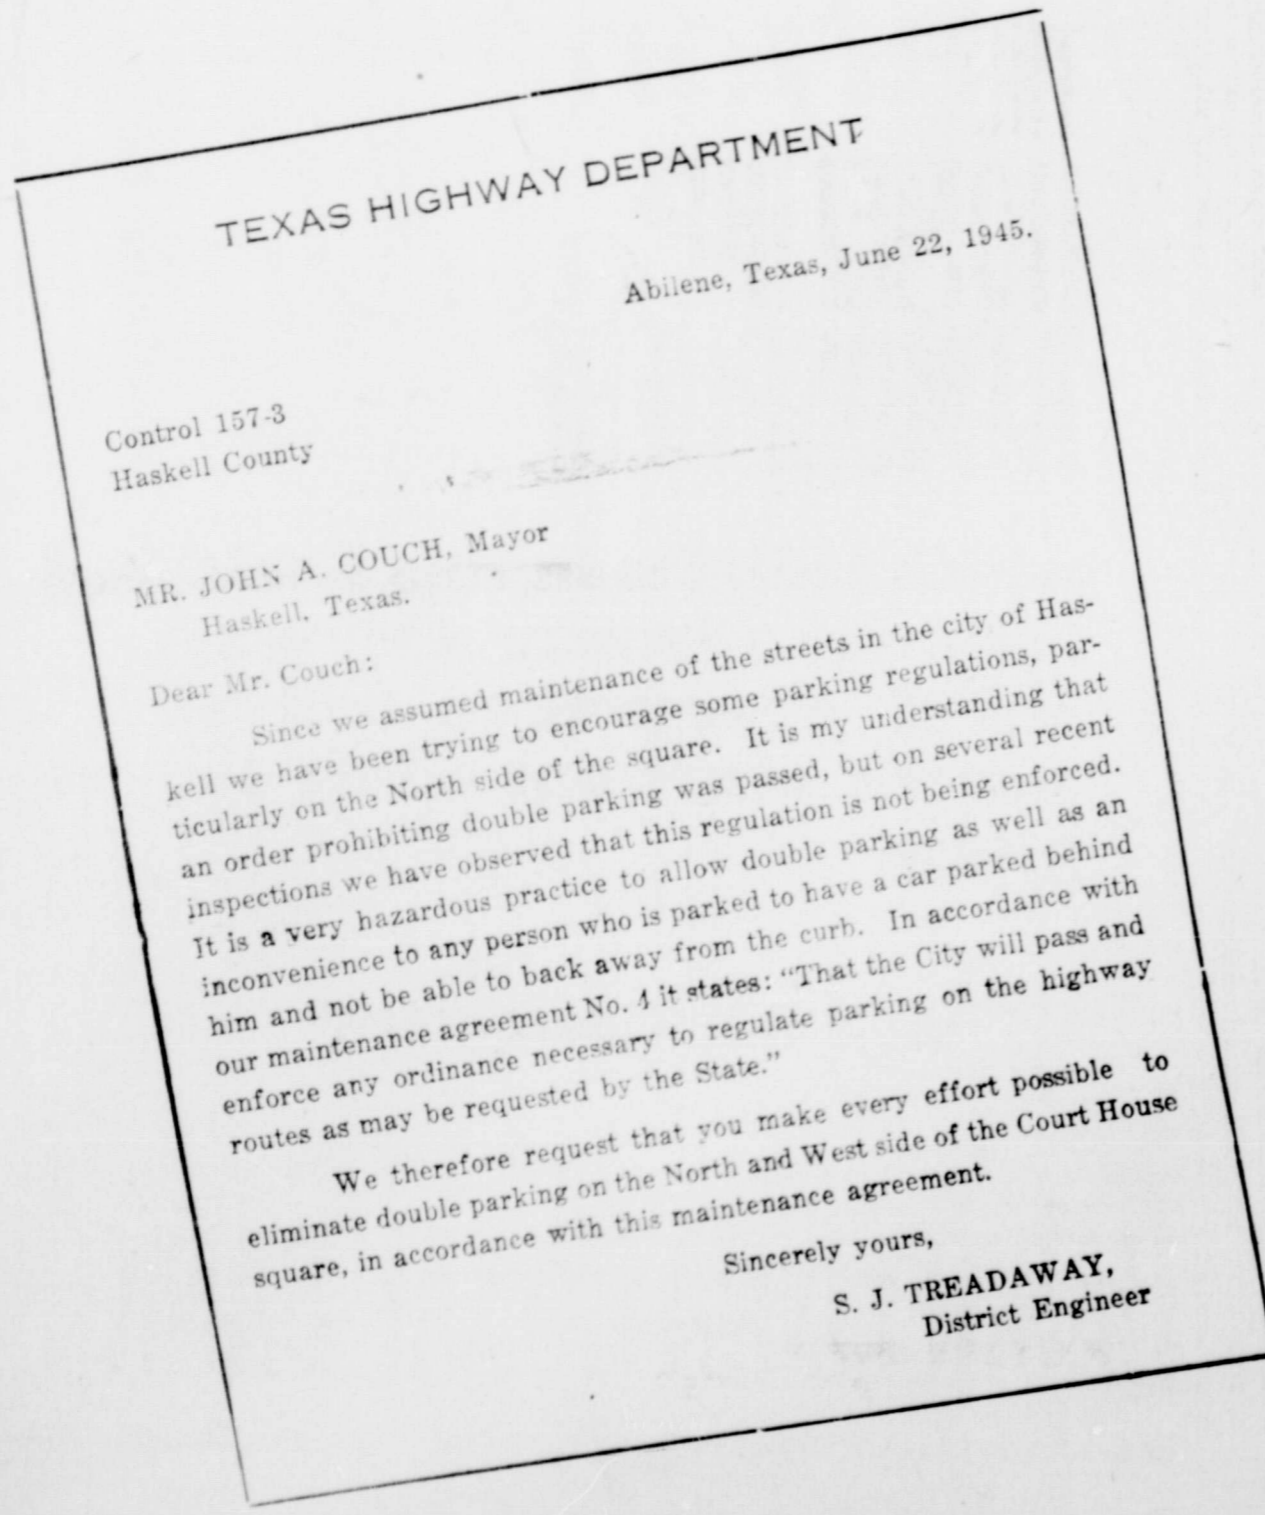 TEXAS HIGHWAY DEPARTMENT
Abilene, Texas, June 22, 1945.
Control 157-3
Haskell County
MR. JOHN A. COUCH, Mayor
Haskell, Texas.
Dear Mr. Couch:
Since we assumed maintenance of the streets in the city of Has-
kell we have been trying to encourage some parking regulations, par-
ticularly on the North side of the square. It is my understanding that
an order prohibiting double parking was passed, but on several recent
inspections we have observed that this regulation is not being enforced.
It is a very hazardous practice to allow double parking as well as an
inconvenience to any person who is parked to have a car parked behind
him and not be able to back away from the curb. In accordance with
our maintenance agreement No. 4 it states: “That the City will pass and
enforce any ordinance necessary to regulate parking on the highway
routes as may be requested by the State.”
We therefore request that you make every effort possible to
eliminate double parking on the North and West side of the Court House
square, in accordance with this maintenance agreement.
Sincerely yours,
S. J. TREADAWAY,
District Engineer